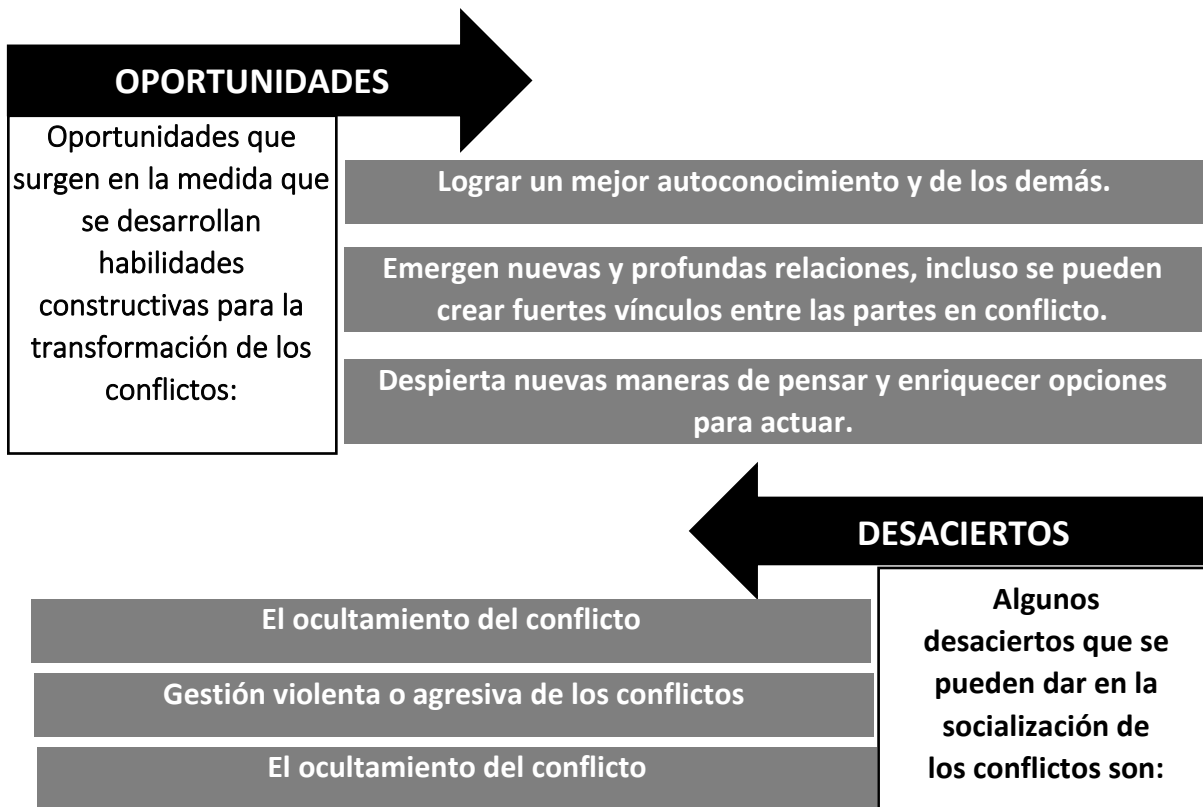 OPORTUNIDADES
Oportunidades que
surgen en la medida que
se desarrollan
habilidades
constructivas para la
transformación de los
conflictos:
Lograr un mejor autoconocimiento y de los demás.
Emergen nuevas y profundas relaciones, incluso se pueden
crear fuertes vínculos entre las partes en conflicto.
Despierta nuevas maneras de pensar y enriquecer opciones
para actuar.
DESACIERTOS
Algunos
desaciertos que se
pueden dar en la
socialización de
los conflictos son:
El ocultamiento del conflicto
Gestión violenta o agresiva de los conflictos
El ocultamiento del conflicto